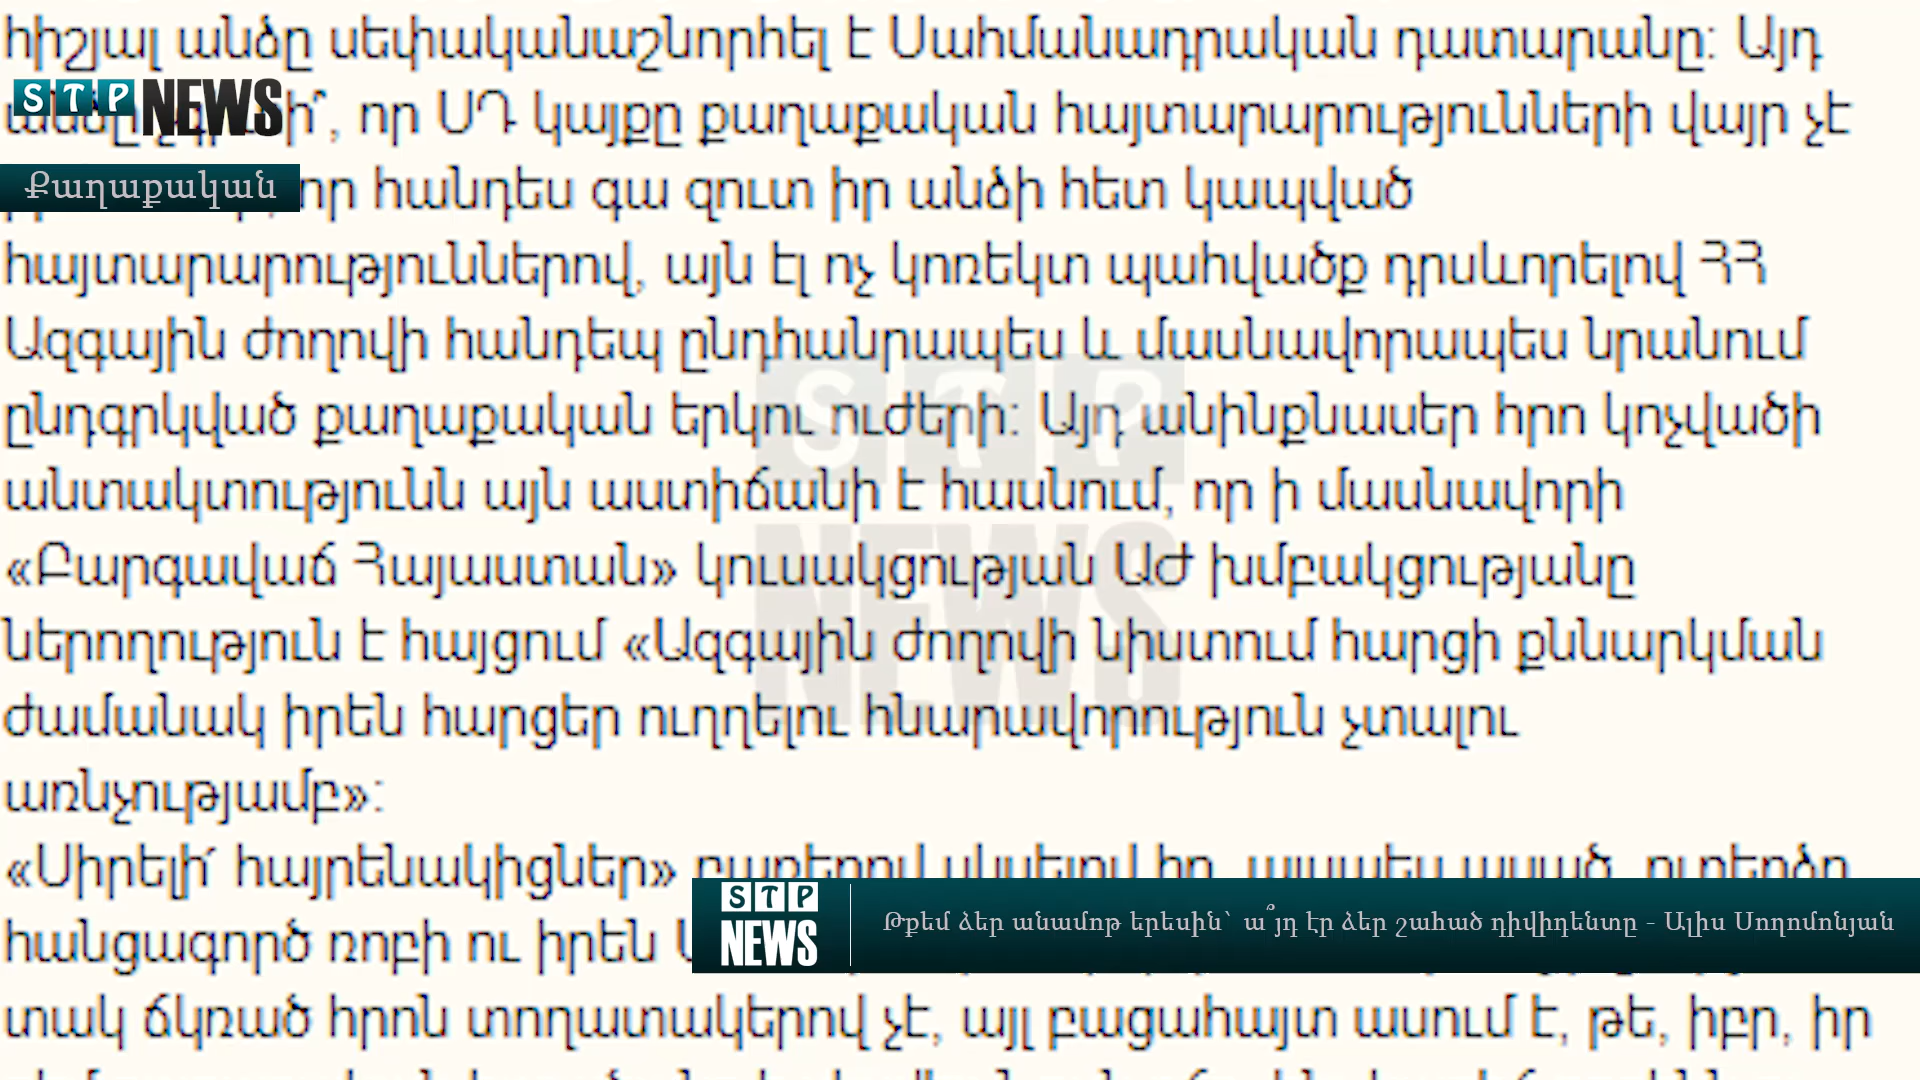 հիշյալ անձը սեփականաշնորհել է Սահմանադրական դատարանը։ Այդ
STP NEWS
որ ՍԴ կայքը քաղաքական հայտարարությունների վայր չէ
Քաղաքական
որ հանդես գա զուտ իր անձի հետ կապված
հայտարարություններով, այն էլ ոչ կոռեկտ պահվածք դրսևորելով ՀՀ
Ազգային ժողովի հանդեպ ընդհանրապես և մասնավորապես նրանում
ընդգրկված քաղաքական երկու ուժերի։ Այդ անինքնասեր հրո կոչվածի
անտակտությունն այն աստիճանի է հասնում, որ ի մասնավորի
«Բարգավաճ Հայաստան» կուսակցության ԱԺ խմբակցությանը
ներողություն է հայցում «Ազգային ժողովի նիստում հարցի քննարկման
ժամանակ իրեն հարցեր ուղղելու հնարավորություն չտալու
առնչությամբ»։
STP
NEWS
«Սիրելի՛ հայրենակիցներ»
հանցագործ ռոբի ու իրեն
STP
NEWS
Թքեմ ձեր անամոթ երեսին՝ ա՞յդ էր ձեր շահած դիվիդենտը - Ալիս Սողոմոնյան
տակ ճկռած հրոն տողատակերով չէ, այլ բացահայտ ասում է, թե, իբր, իր